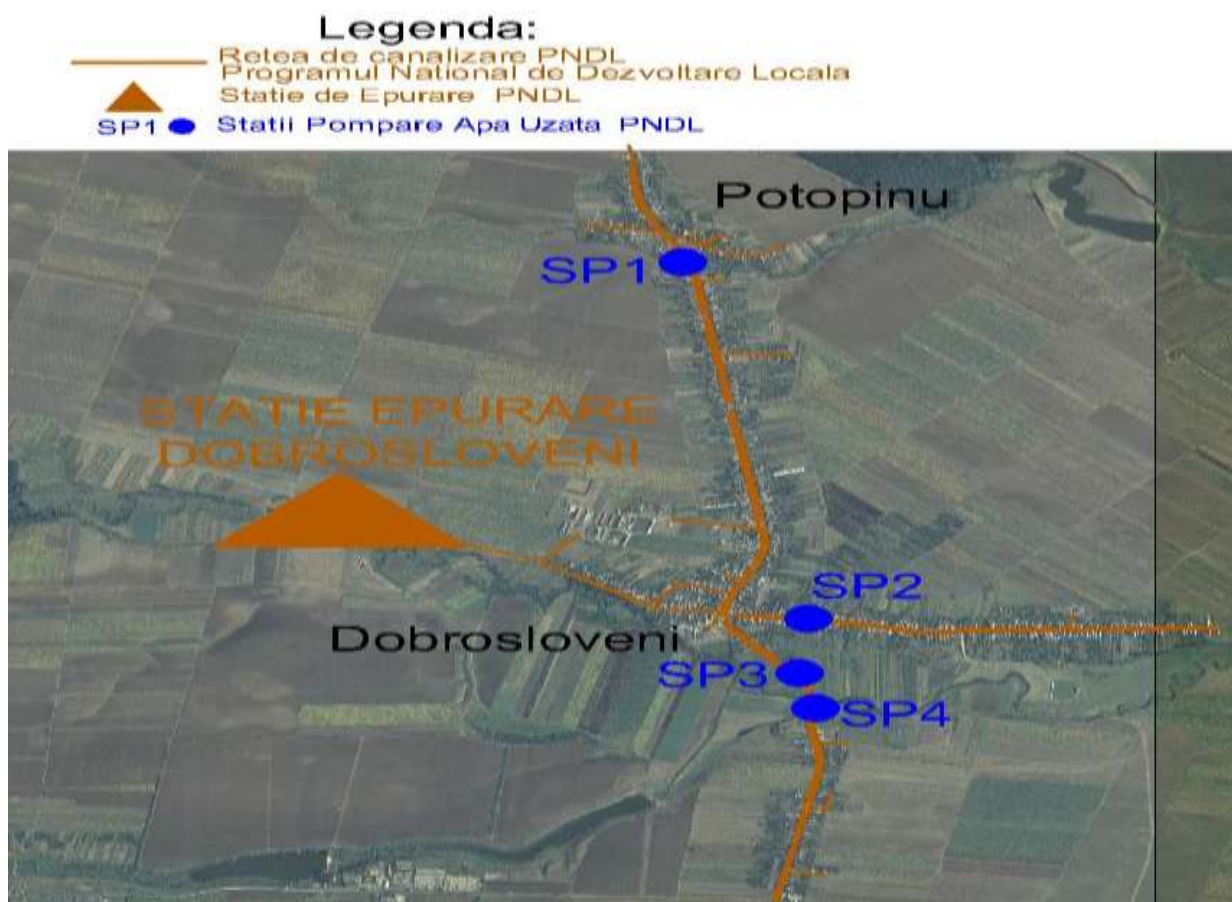 Legenda:
Retea de canalizare PNDL
Programul National de Dezvoltare Locala
Statie de Epurare PNDL
SP1 Statii Pompare Apa Uzata PNDL
Potopinu
SP1
STATIE EPURARE
DOBROSLOVENI
SP2
Dobrosloveni
SP3
SP4